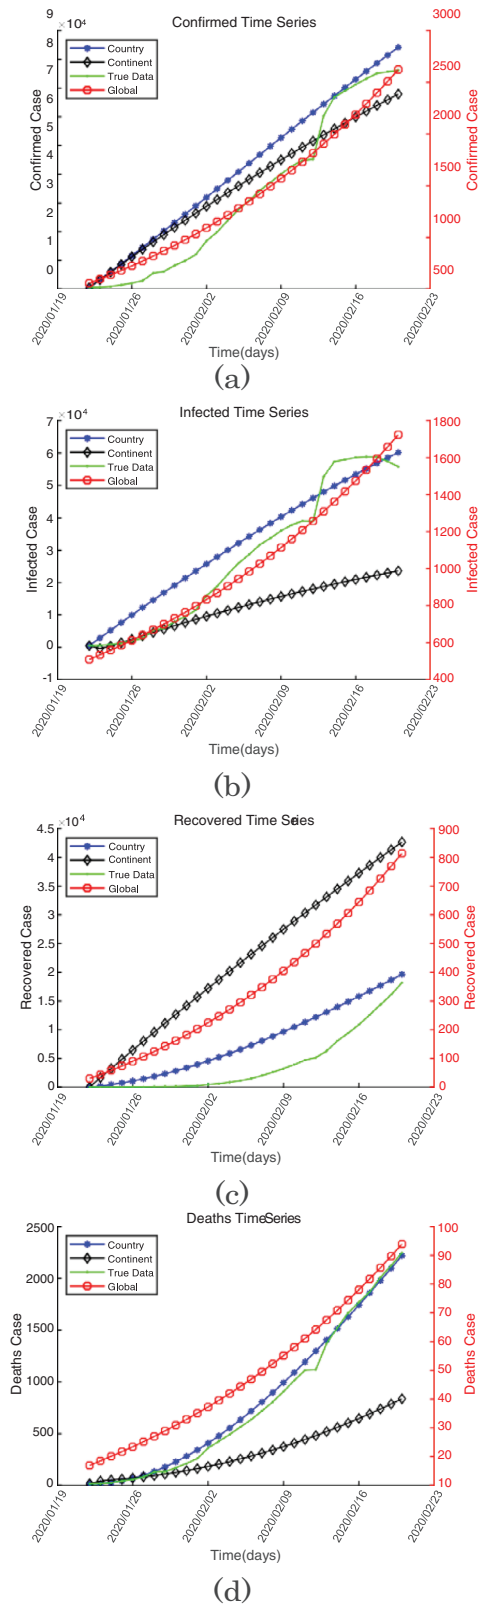 Confirmed Time Series
×10^4
9
8
7
6
5
4
3
2
1
0
Confirmed Case
Country
Continent
True Data
Global
3000
2500
2000
1500
1000
500
Confirmed Case
2020/01/19
2020/01/26
2020/02/02
2020/02/09
2020/02/16
2020/02/23
Time(days)
(a)
Infected Time Series
×10^4
7
6
5
4
3
2
1
0
-1
Infected Case
Country
Continent
True Data
Global
1800
1600
1400
1200
1000
800
600
400
Infected Case
2020/01/19
2020/01/26
2020/02/02
2020/02/09
2020/02/16
2020/02/23
Time(days)
(b)
Recovered Time Series
×10^4
4.5
4
3.5
3
2.5
2
1.5
1
0.5
0
Recovered Case
Country
Continent
True Data
Global
900
800
700
600
500
400
300
200
100
0
Recovered Case
2020/01/19
2020/01/26
2020/02/02
2020/02/09
2020/02/16
2020/02/23
Time(days)
(c)
Deaths Time Series
2500
2000
1500
1000
500
0
Deaths Case
Country
Continent
True Data
Global
100
90
80
70
60
50
40
30
20
10
Deaths Case
2020/01/19
2020/01/26
2020/02/02
2020/02/09
2020/02/16
2020/02/23
Time(days)
(d)